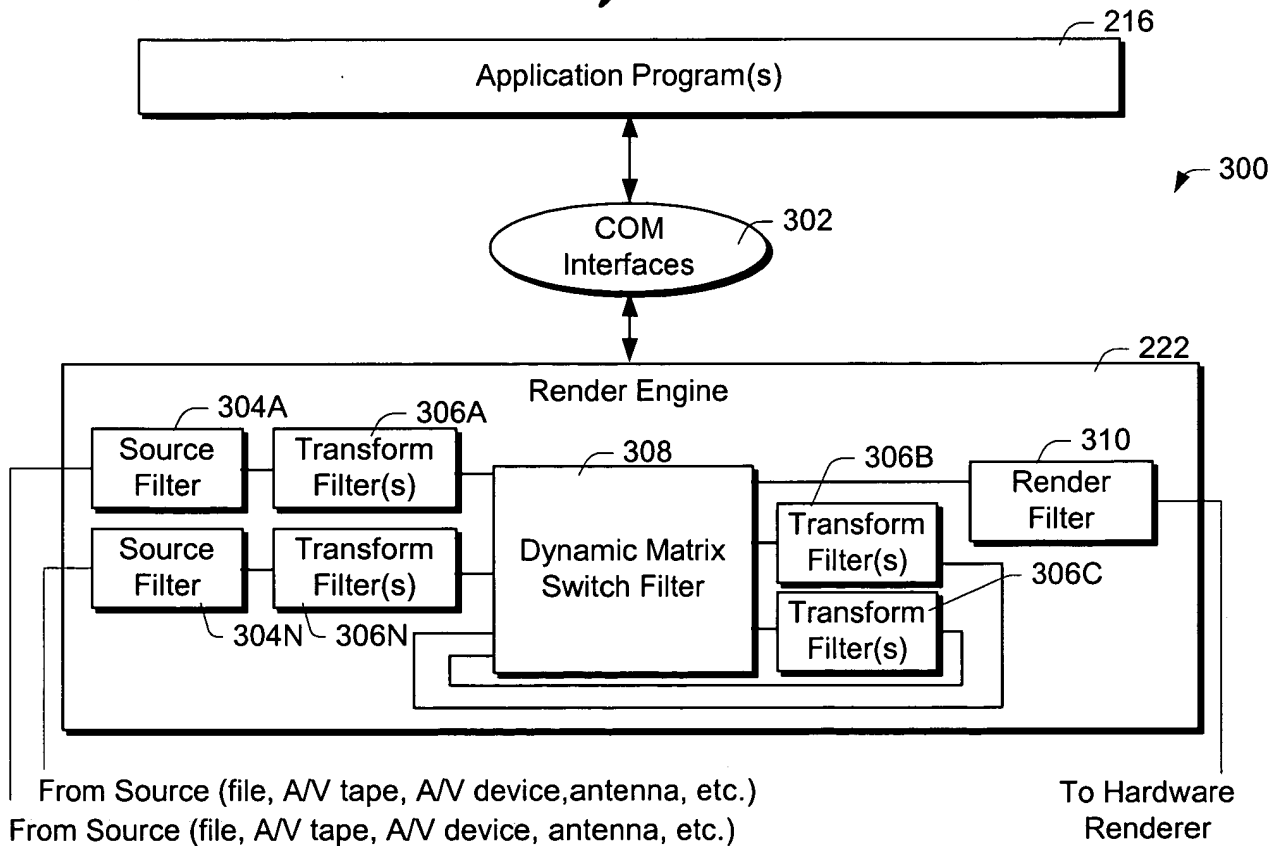 216
Application Program(s)
300
COM
Interfaces
302
222
Render Engine
304A
Source
Filter
306A
Transform
Filter(s)
308
Dynamic Matrix
Switch Filter
306B
Transform
Filter(s)
310
Render
Filter
Source
Filter
304N
Transform
Filter(s)
306N
306C
Transform
Filter(s)
From Source (file, A/V tape, A/V device,antenna, etc.)
From Source (file, A/V tape, A/V device, antenna, etc.)
To Hardware
Renderer